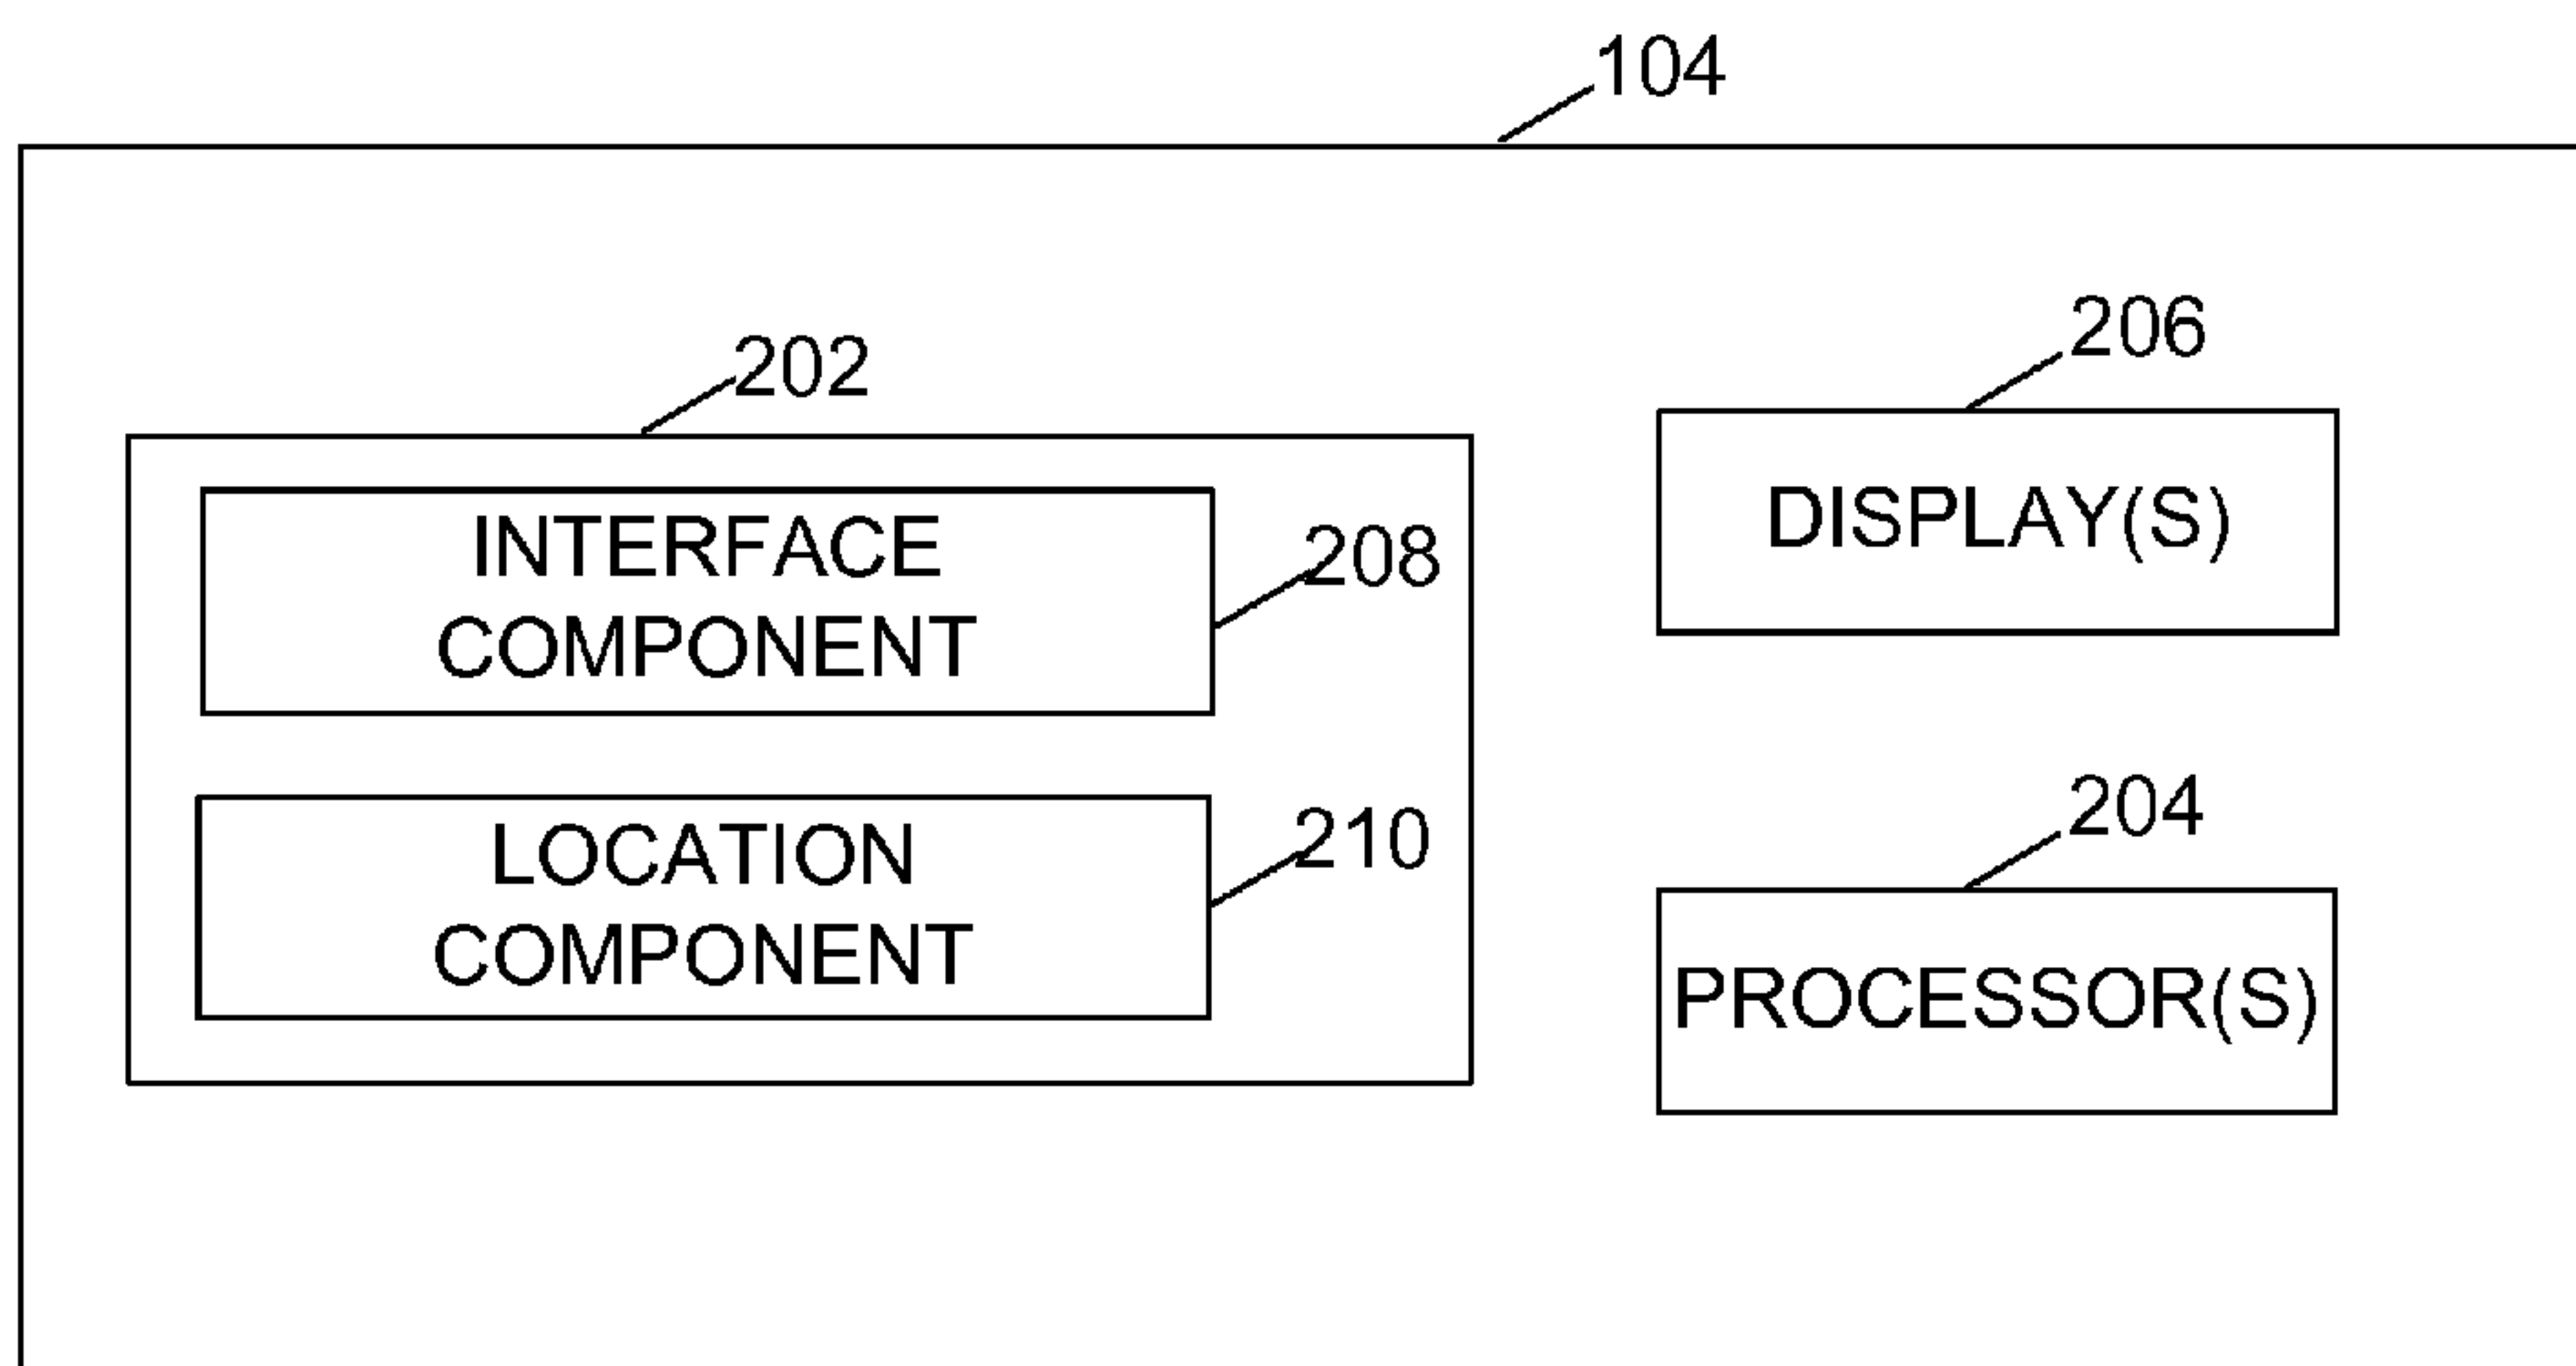 104
202
206
INTERFACE
COMPONENT
208
DISPLAY(S)
LOCATION
COMPONENT
210
204
PROCESSOR(S)